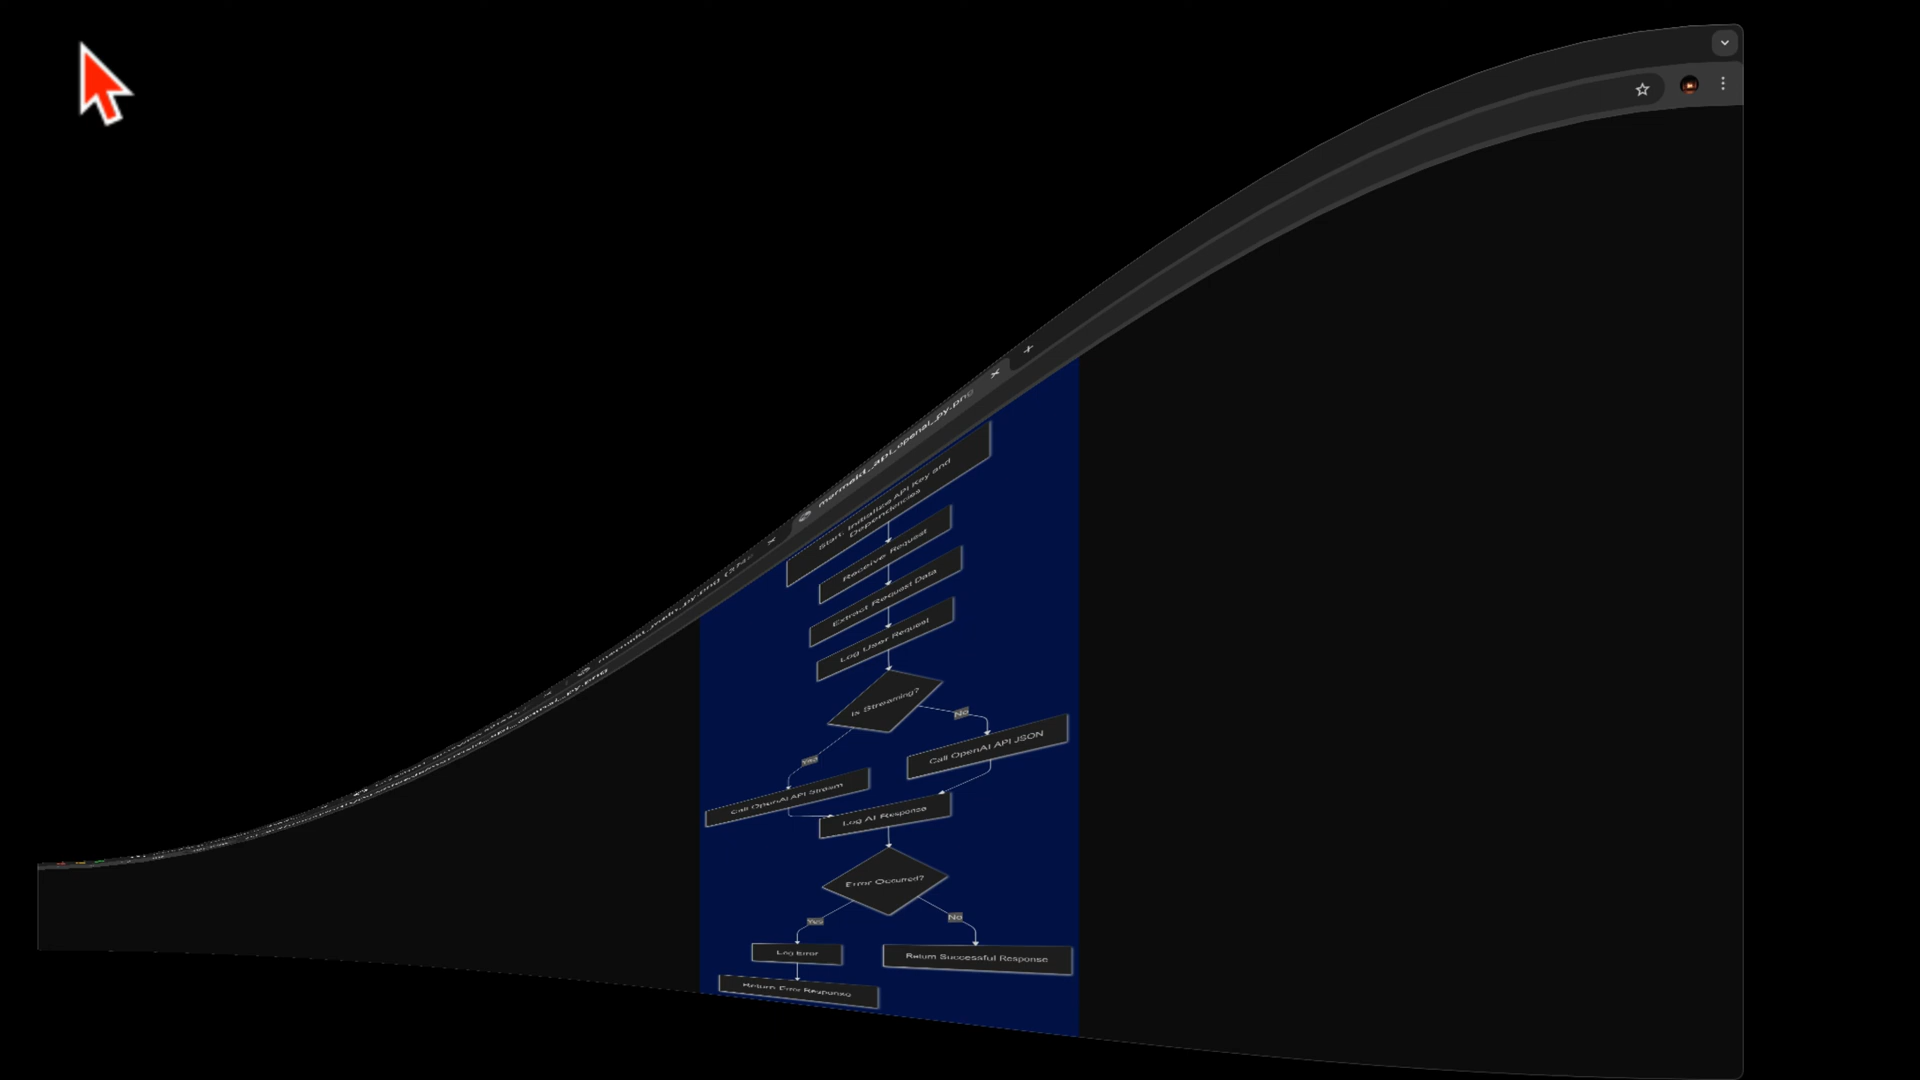 mermaid_api_openai_py.png
Start: Initialize API Key and
Dependencies
Receive Request
Extract Request Data
Log User Request
Is Streaming?
No
Yes
Call OpenAI API JSON
Call OpenAI API Stream
Log AI Response
Error Occurred?
Yes
No
Log Error
Return Successful Response
Return Error Response